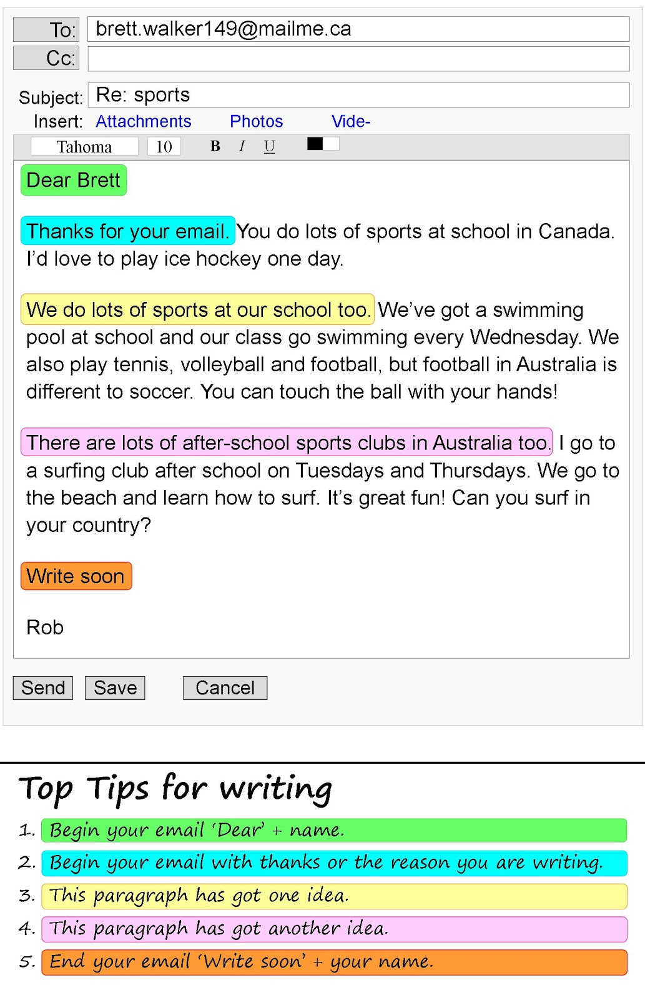 To: brett.walker149@mailme.ca
Cc:
Subject: Re: sports
Insert: Attachments Photos Vide-
Tahoma 10 B I U
Dear Brett
Thanks for your email. You do lots of sports at school in Canada.
I’d love to play ice hockey one day.
We do lots of sports at our school too. We’ve got a swimming
pool at school and our class go swimming every Wednesday. We
also play tennis, volleyball and football, but football in Australia is
different to soccer. You can touch the ball with your hands!
There are lots of after-school sports clubs in Australia too. I go to
a surfing club after school on Tuesdays and Thursdays. We go to
the beach and learn how to surf. It’s great fun! Can you surf in
your country?
Write soon
Rob
Send Save Cancel
Top Tips for writing
1. Begin your email ‘Dear’ + name.
2. Begin your email with thanks or the reason you are writing.
3. This paragraph has got one idea.
4. This paragraph has got another idea.
5. End your email ‘Write soon’ + your name.